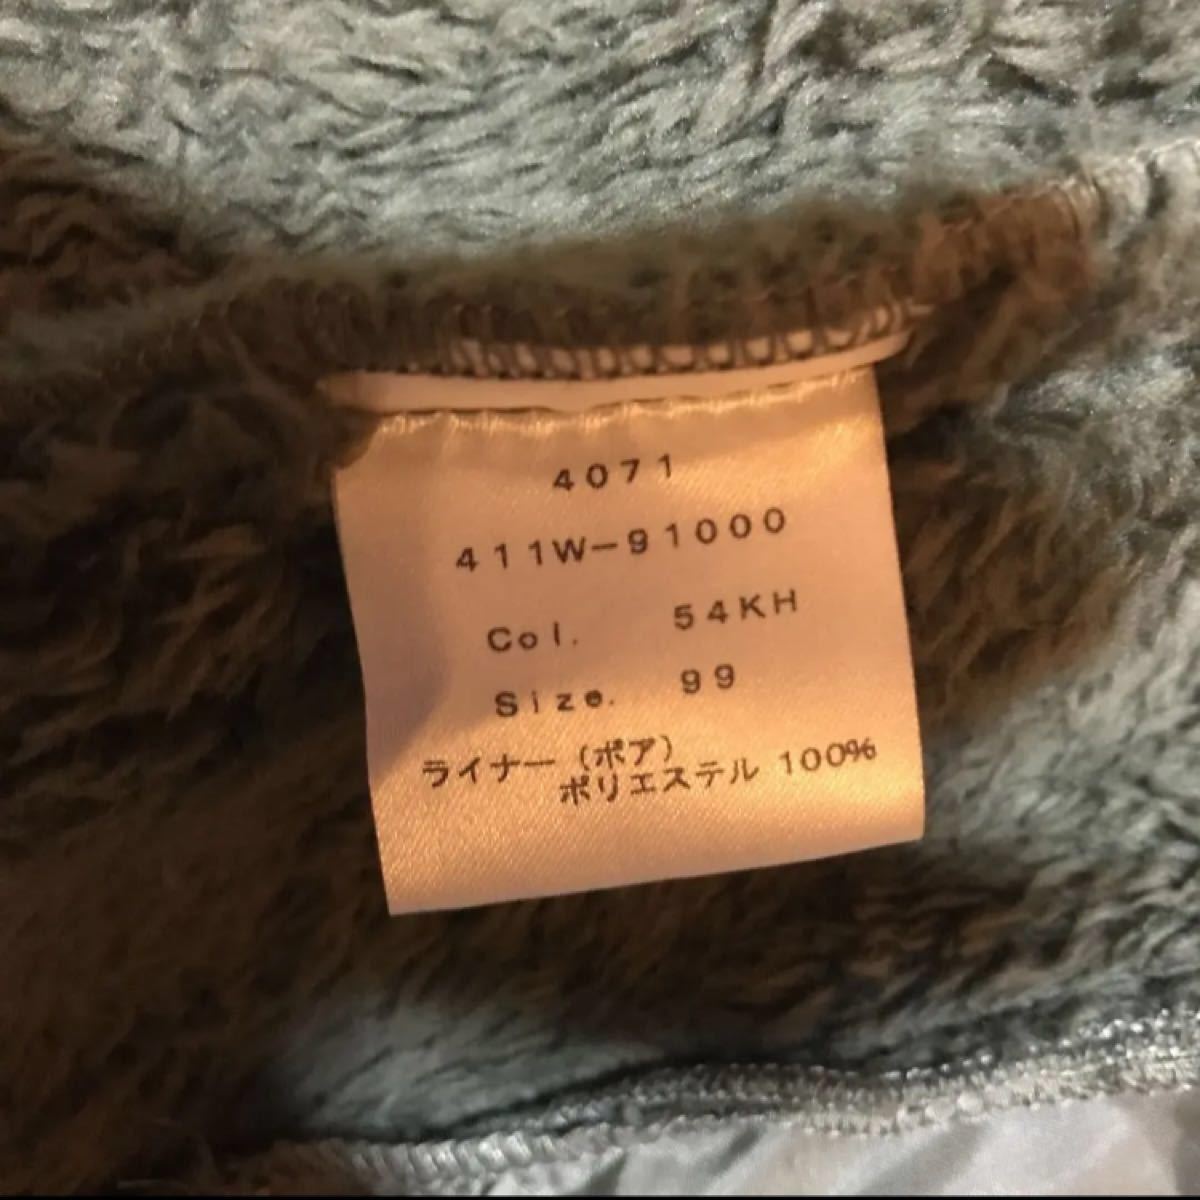 4071
411W-91000
Col. 54KH
Size. 99
ライナー（ボア）
ポリエステル 100%